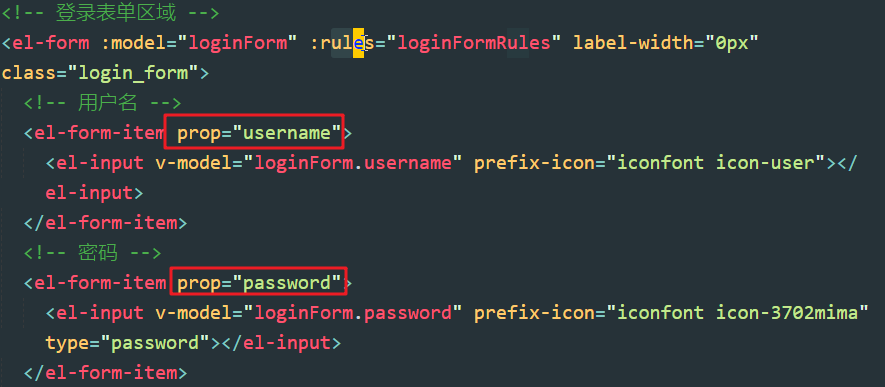 <!-- 登录表单区域 -->
<el-form :model="loginForm" :rules="loginFormRules" label-width="0px"
class="login_form">
<!-- 用户名 -->
<el-form-item prop="username">
<el-input v-model="loginForm.username" prefix-icon="iconfont icon-user"></
el-input>
</el-form-item>
<!-- 密码 -->
<el-form-item prop="password">
<el-input v-model="loginForm.password" prefix-icon="iconfont icon-3702mima"
type="password"></el-input>
</el-form-item>